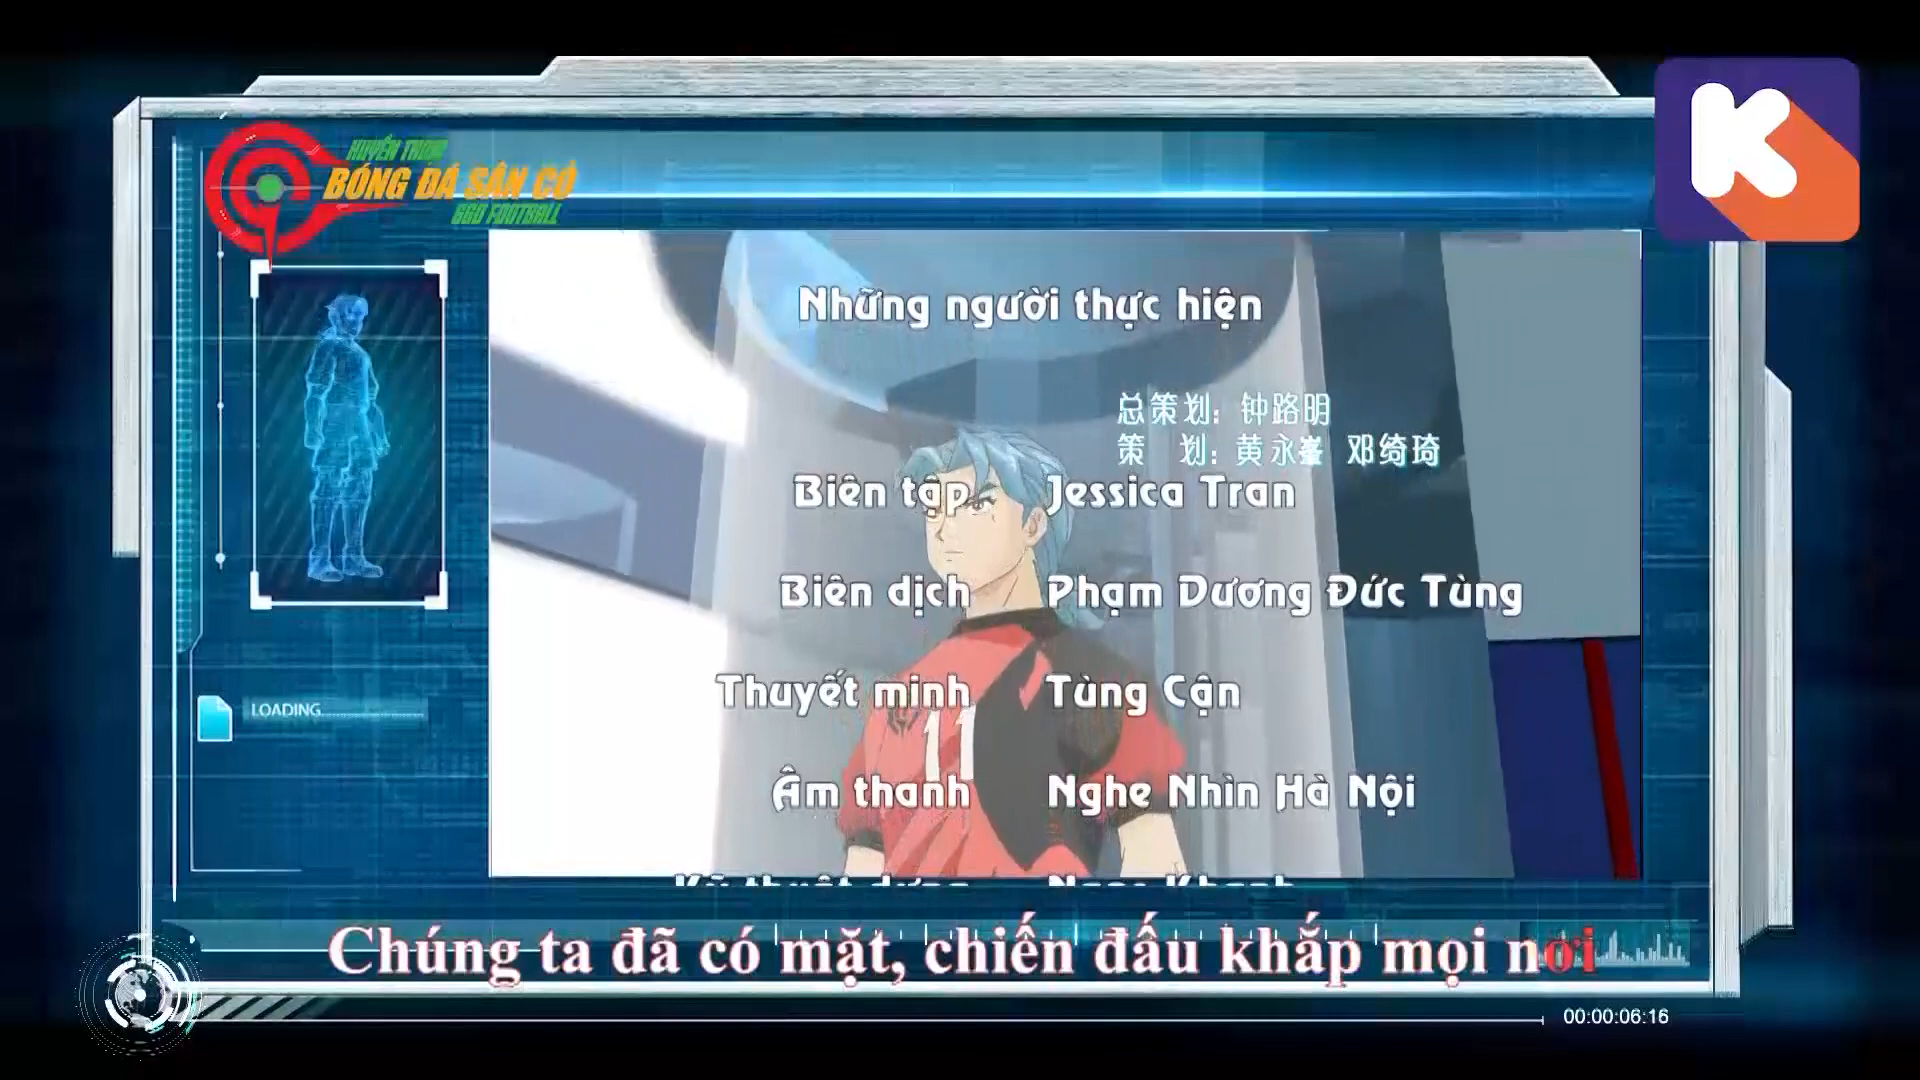 HUYỀN THOẠI
BÓNG ĐÁ SÂN CỎ
GGO FOOTBALL
K
Những người thực hiện
总策划: 钟路明
策 划: 黄永峯 邓绮琦
Biên tập Jessica Tran
Biên dịch Phạm Dương Đức Tùng
Thuyết minh Tùng Cận
11
LOADING
Âm thanh Nghe Nhìn Hà Nội
Chúng ta đã có mặt, chiến đấu khắp mọi nơi
00:00:06:16